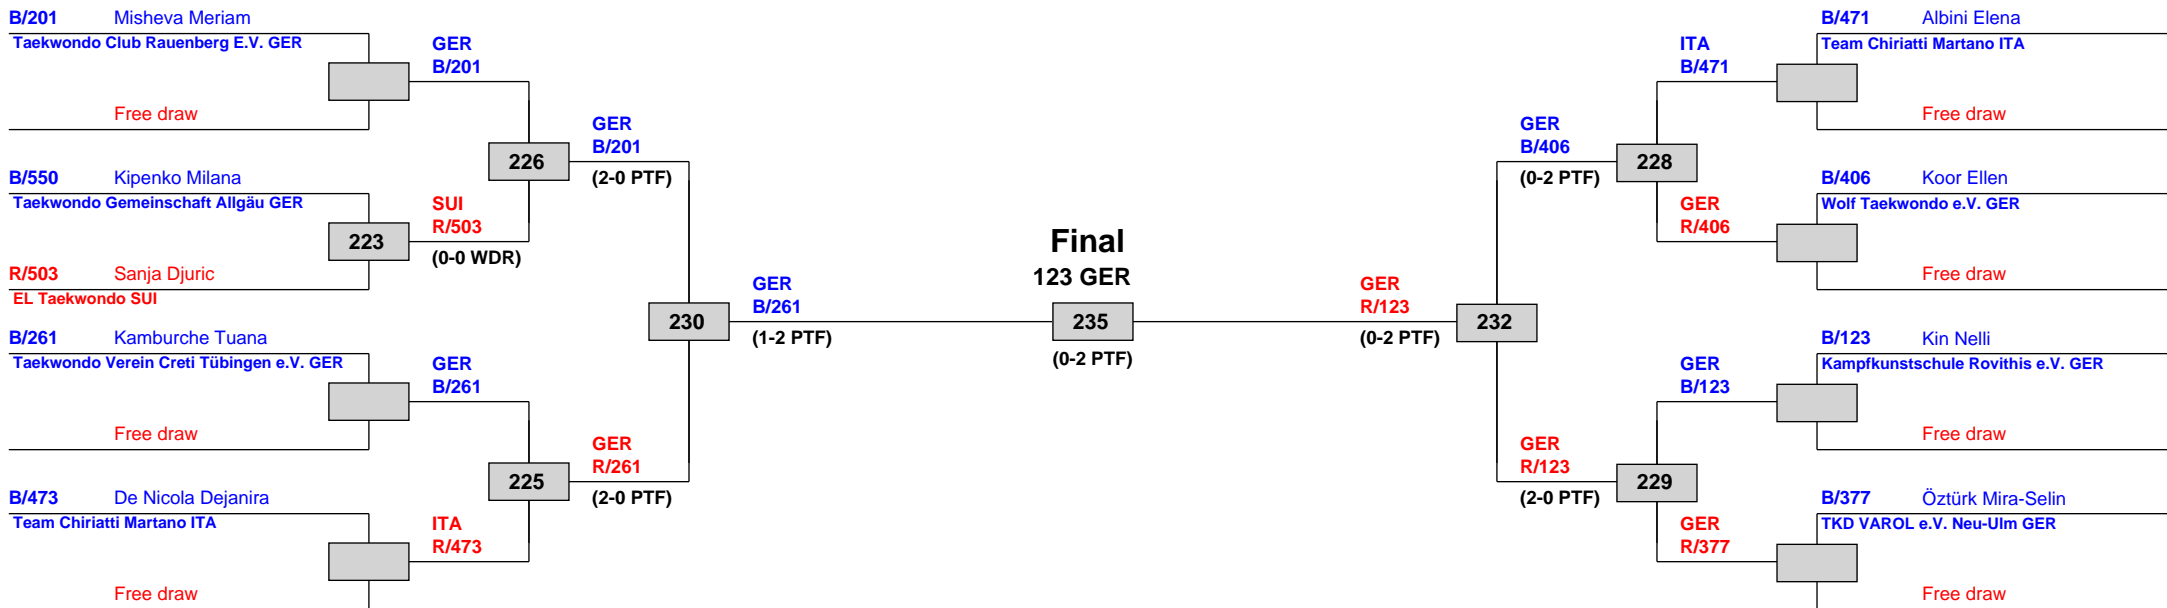 B/201 Misheva Meriam
Taekwondo Club Rauenberg E.V. GER
Free draw
B/550 Kipenko Milana
Taekwondo Gemeinschaft Allgäu GER
223
R/503 Sanja Djuric
EL Taekwondo SUI
B/261 Kamburche Tuana
Taekwondo Verein Creti Tübingen e.V. GER
Free draw
B/473 De Nicola Dejanira
Team Chiriatti Martano ITA
Free draw
GER
B/201
226
SUI
R/503
(0-0 WDR)
GER
B/261
225
ITA
R/473
GER
B/201
(2-0 PTF)
230
GER
R/261
(2-0 PTF)
GER
B/261
(1-2 PTF)
Final
123 GER
235
(0-2 PTF)
GER
R/123
(0-2 PTF)
232
GER
B/406
(0-2 PTF)
GER
R/123
(2-0 PTF)
ITA
B/471
228
GER
R/406
GER
B/123
229
GER
R/377
B/471 Albini Elena
Team Chiriatti Martano ITA
Free draw
B/406 Koor Ellen
Wolf Taekwondo e.V. GER
Free draw
B/123 Kin Nelli
Kampfkunstschule Rovithis e.V. GER
Free draw
B/377 Öztürk Mira-Selin
TKD VAROL e.V. Neu-Ulm GER
Free draw